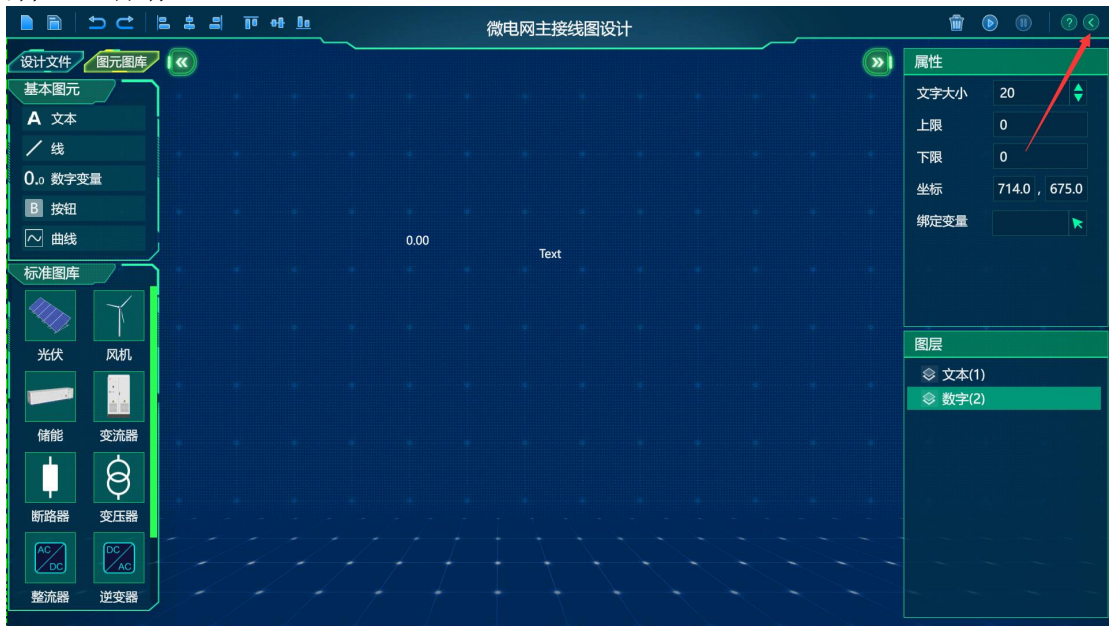 微电网主接线图设计
?
设计文件
图元图库
基本图元
A 文本
线
0.0 数字变量
B 按钮
曲线
标准图库
光伏
风机
储能
变流器
断路器
变压器
AC
DC
DC
AC
整流器
逆变器
0.00
Text
属性
文字大小 20
上限 0
下限 0
坐标 714.0 , 675.0
绑定变量
图层
文本(1)
数字(2)